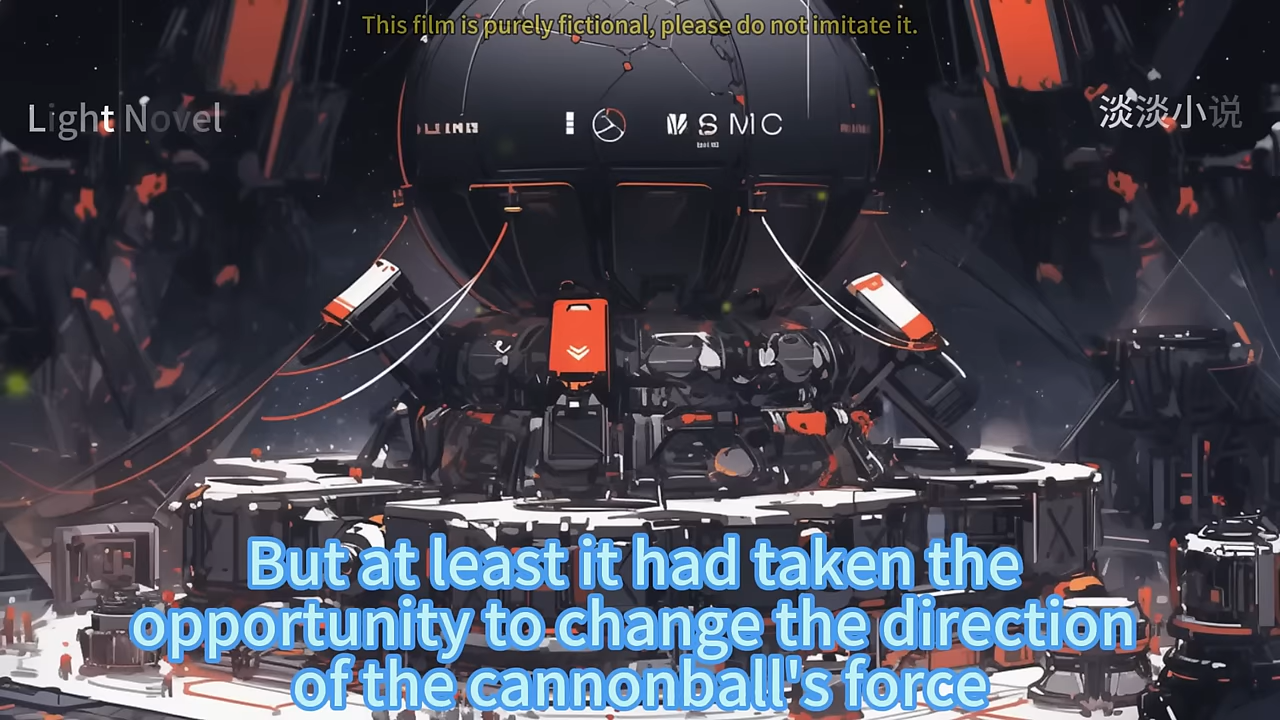 This film is purely fictional, please do not imitate it.
Light Novel
淡淡小说
SMC
But at least it had taken the
opportunity to change the direction
of the cannonball's force